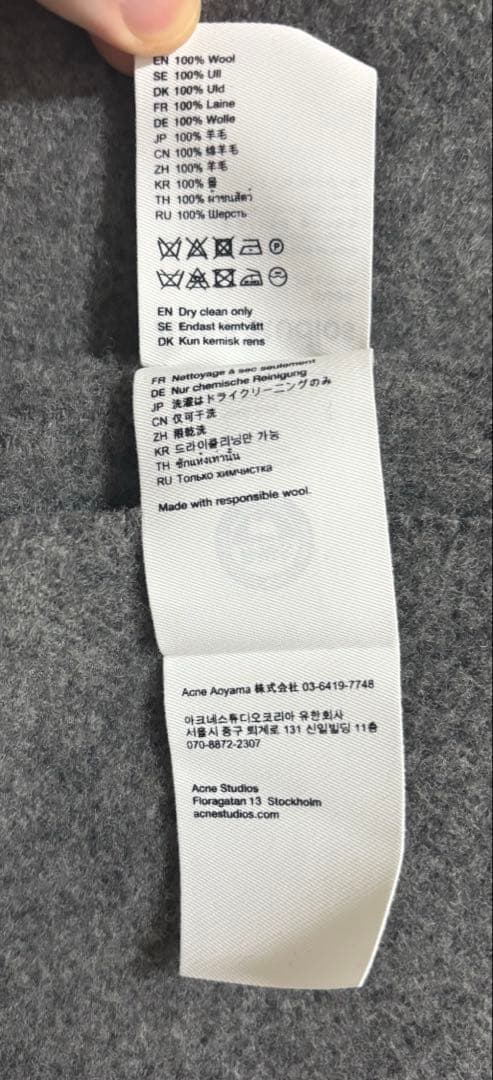 EN 100% Wool
SE 100% Ull
DK 100% Uld
FR 100% Laine
DE 100% Wolle
JP 100% 羊毛
CN 100% 绵羊毛
ZH 100% 羊毛
KR 100% 울
TH 100% ผ้าขนสัตว์
RU 100% Шерсть
EN Dry clean only
SE Endast kemtvätt
DK Kun kemisk rens
FR Nettoyage à sec seulement
DE Nur chemische Reinigung
JP 洗濯はドライクリーニングのみ
CN 仅可干洗
ZH 限乾洗
KR 드라이클리닝만 가능
TH ซักแห้งเท่านั้น
RU Только химчистка
Made with responsible wool.
Acne Aoyama 株式会社 03-6419-7748
아크네스튜디오코리아 유한회사
서울시 중구 퇴계로 131 신일빌딩 11층
070-8872-2307
Acne Studios
Floragatan 13 Stockholm
acnestudios.com